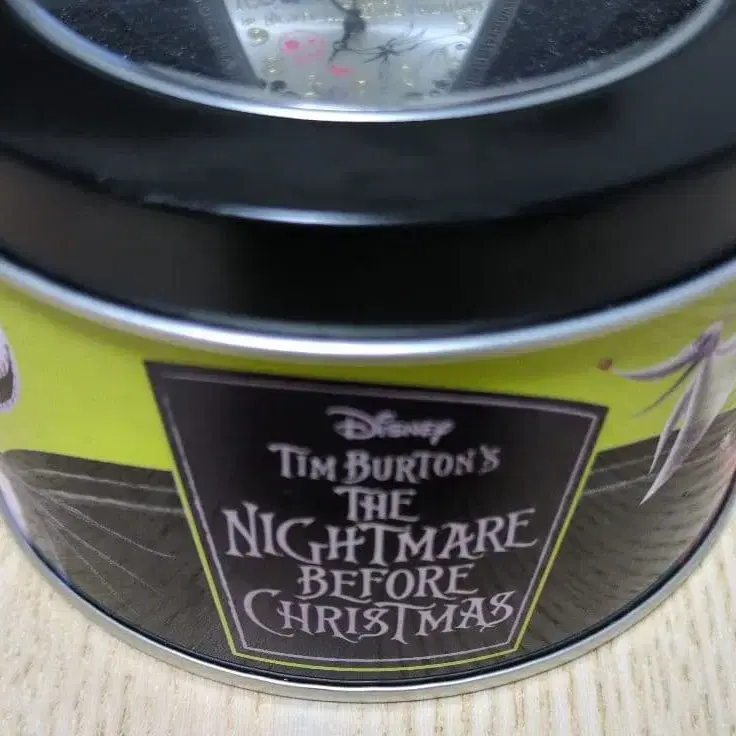 Disney
TIM BURTON'S
THE
NIGHTMARE
BEFORE
CHRISTMAS